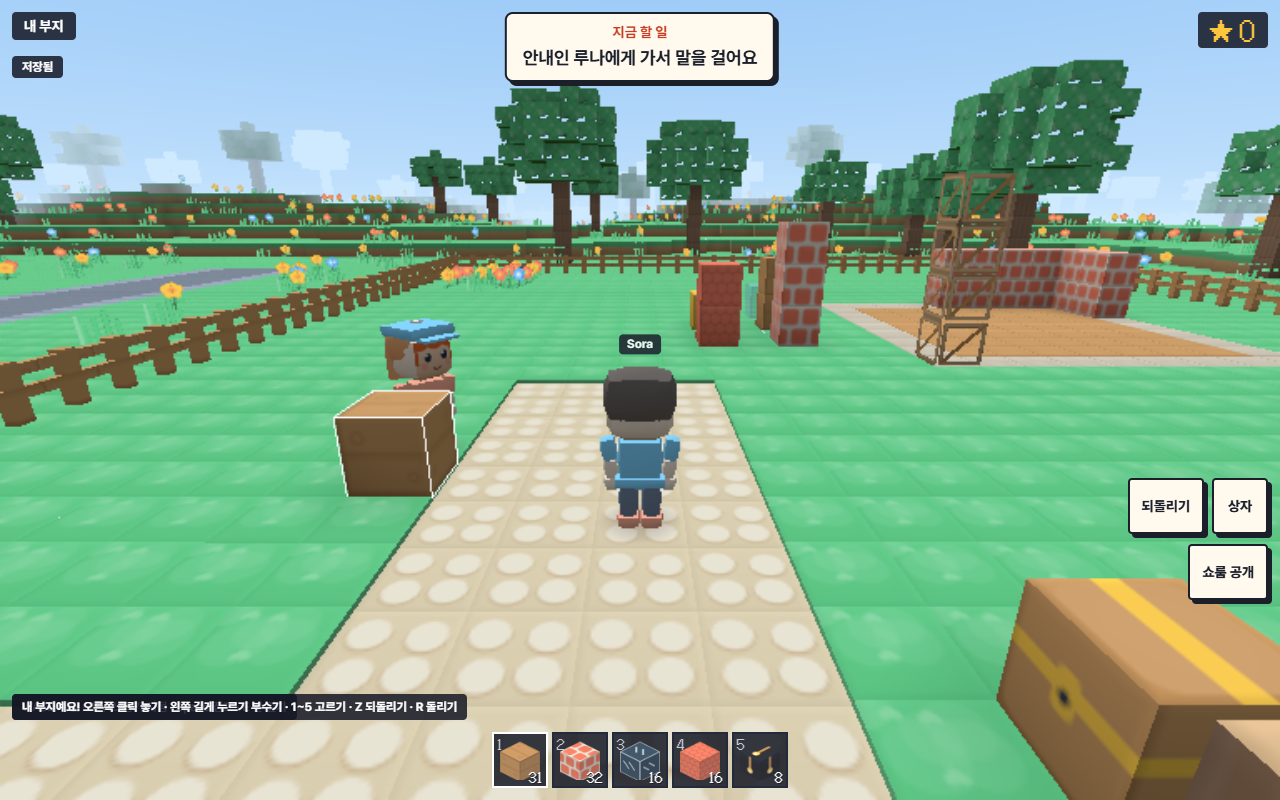 내 부지
저장됨
지금 할 일
안내인 루나에게 가서 말을 걸어요
0
Sora
되돌리기
상자
쇼룸 공개
내 부지예요! 오른쪽 클릭 놓기 · 왼쪽 길게 누르기 부수기 · 1~5 고르기 · Z 되돌리기 · R 돌리기
1 31
2 32
3 16
4 16
5 8